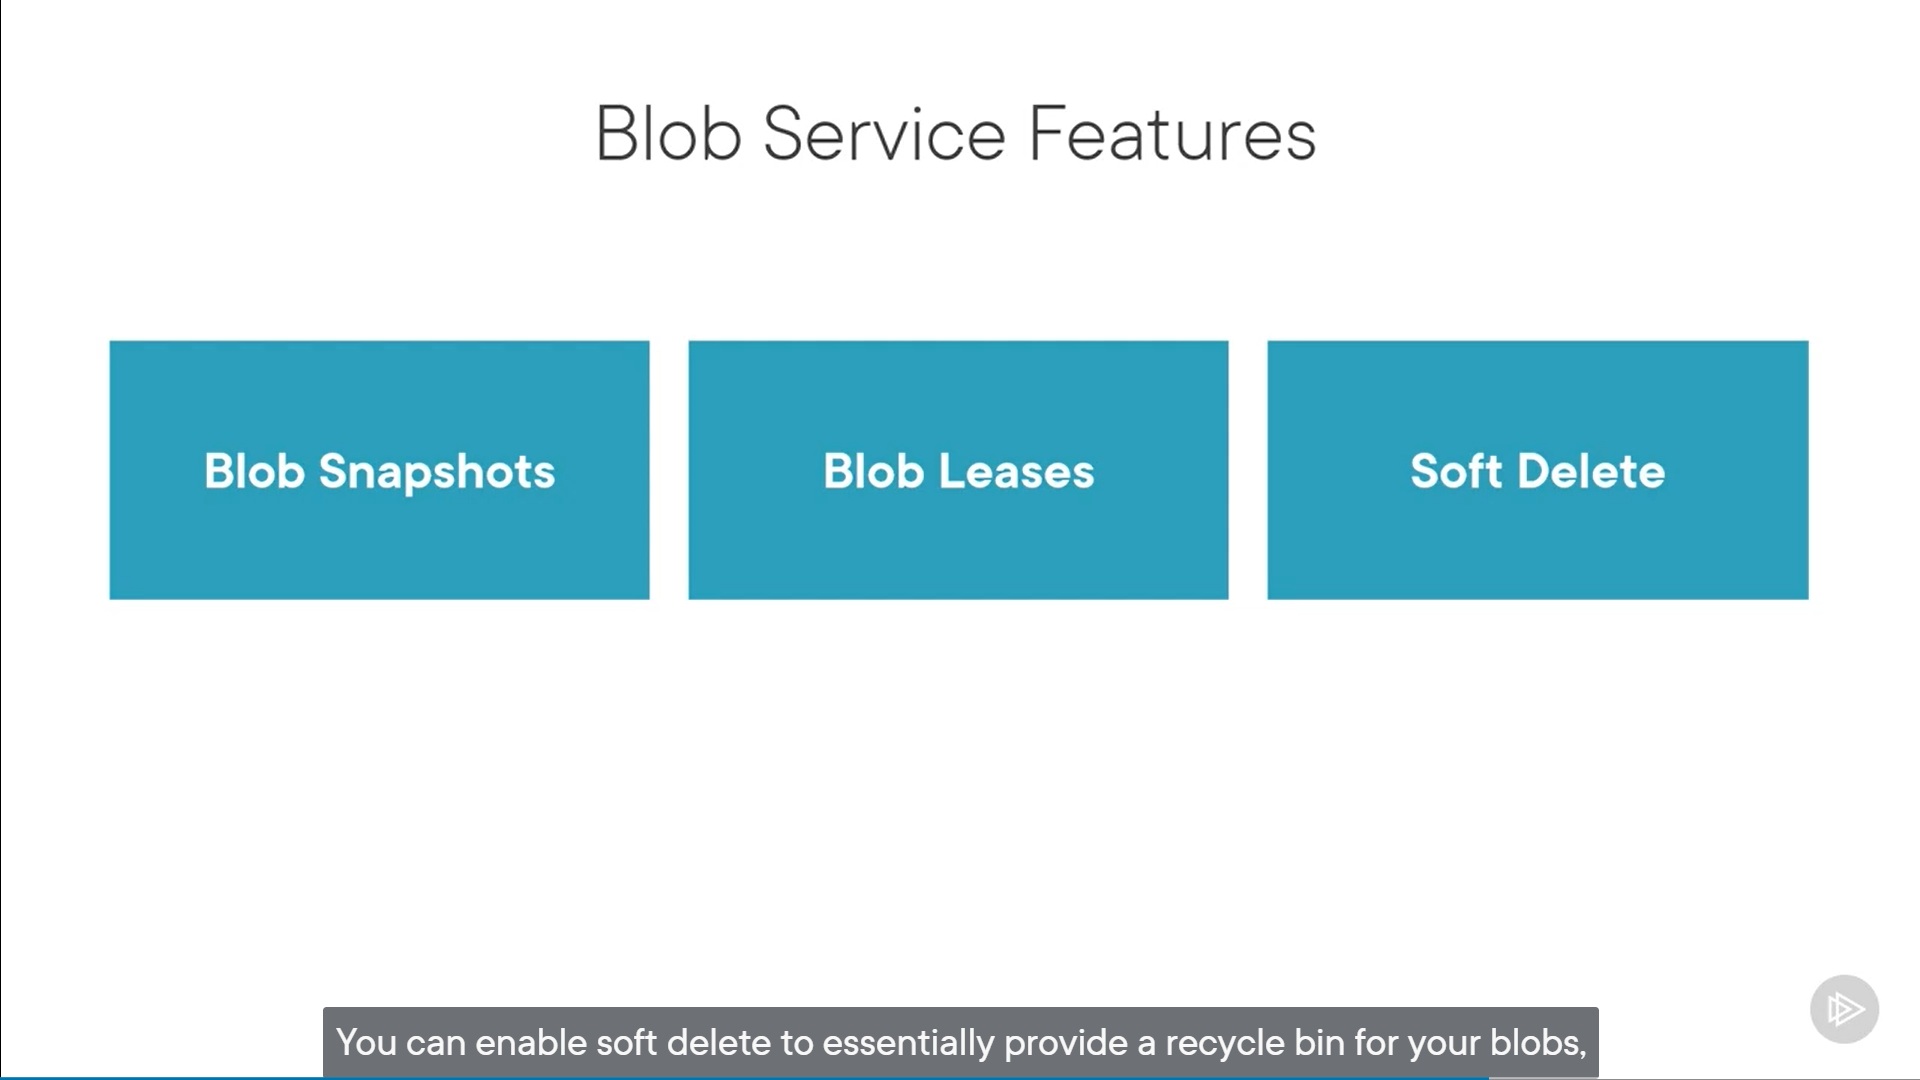 Blob Service Features
Blob Snapshots
Blob Leases
Soft Delete
You can enable soft delete to essentially provide a recycle bin for your blobs,